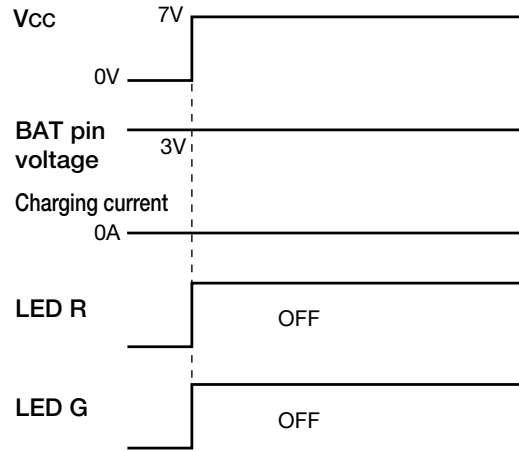 Vcc 7V
0V
BAT pin
voltage 3V
Charging current
0A
LED R OFF
LED G OFF